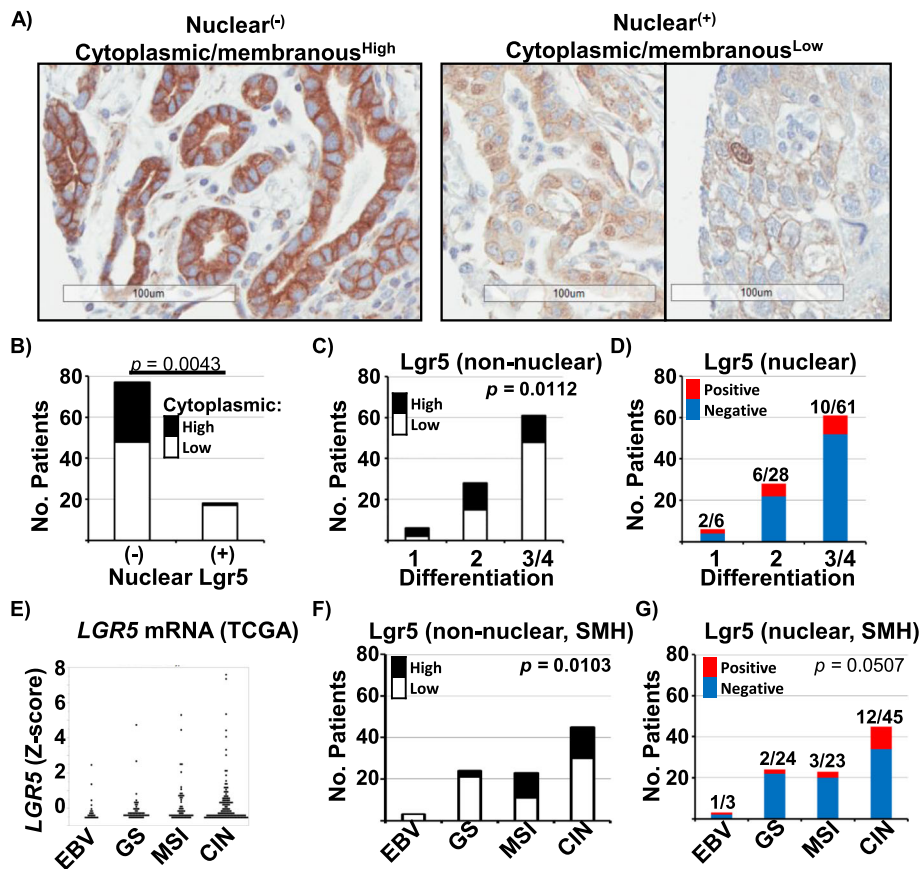 A)
Nuclear(-)
Cytoplasmic/membranousHigh
Nuclear(+)
Cytoplasmic/membranousLow
100um
100um
100um
B)
p = 0.0043
No. Patients
80
60
40
20
Cytoplasmic:
High
Low
(-)
(+)
Nuclear Lgr5
C)
Lgr5 (non-nuclear)
p = 0.0112
High
Low
No. Patients
80
60
40
20
1
2
3/4
Differentiation
D)
Lgr5 (nuclear)
Positive
Negative
No. Patients
80
60
40
20
2/6
6/28
10/61
1
2
3/4
Differentiation
E)
LGR5 mRNA (TCGA)
LGR5 (Z-score)
8
6
4
2
0
EBV
GS
MSI
CIN
F)
Lgr5 (non-nuclear, SMH)
High
Low
p = 0.0103
No. Patients
80
60
40
20
EBV
GS
MSI
CIN
G)
Lgr5 (nuclear, SMH)
Positive
Negative
p = 0.0507
No. Patients
80
60
40
20
1/3
2/24
3/23
12/45
EBV
GS
MSI
CIN